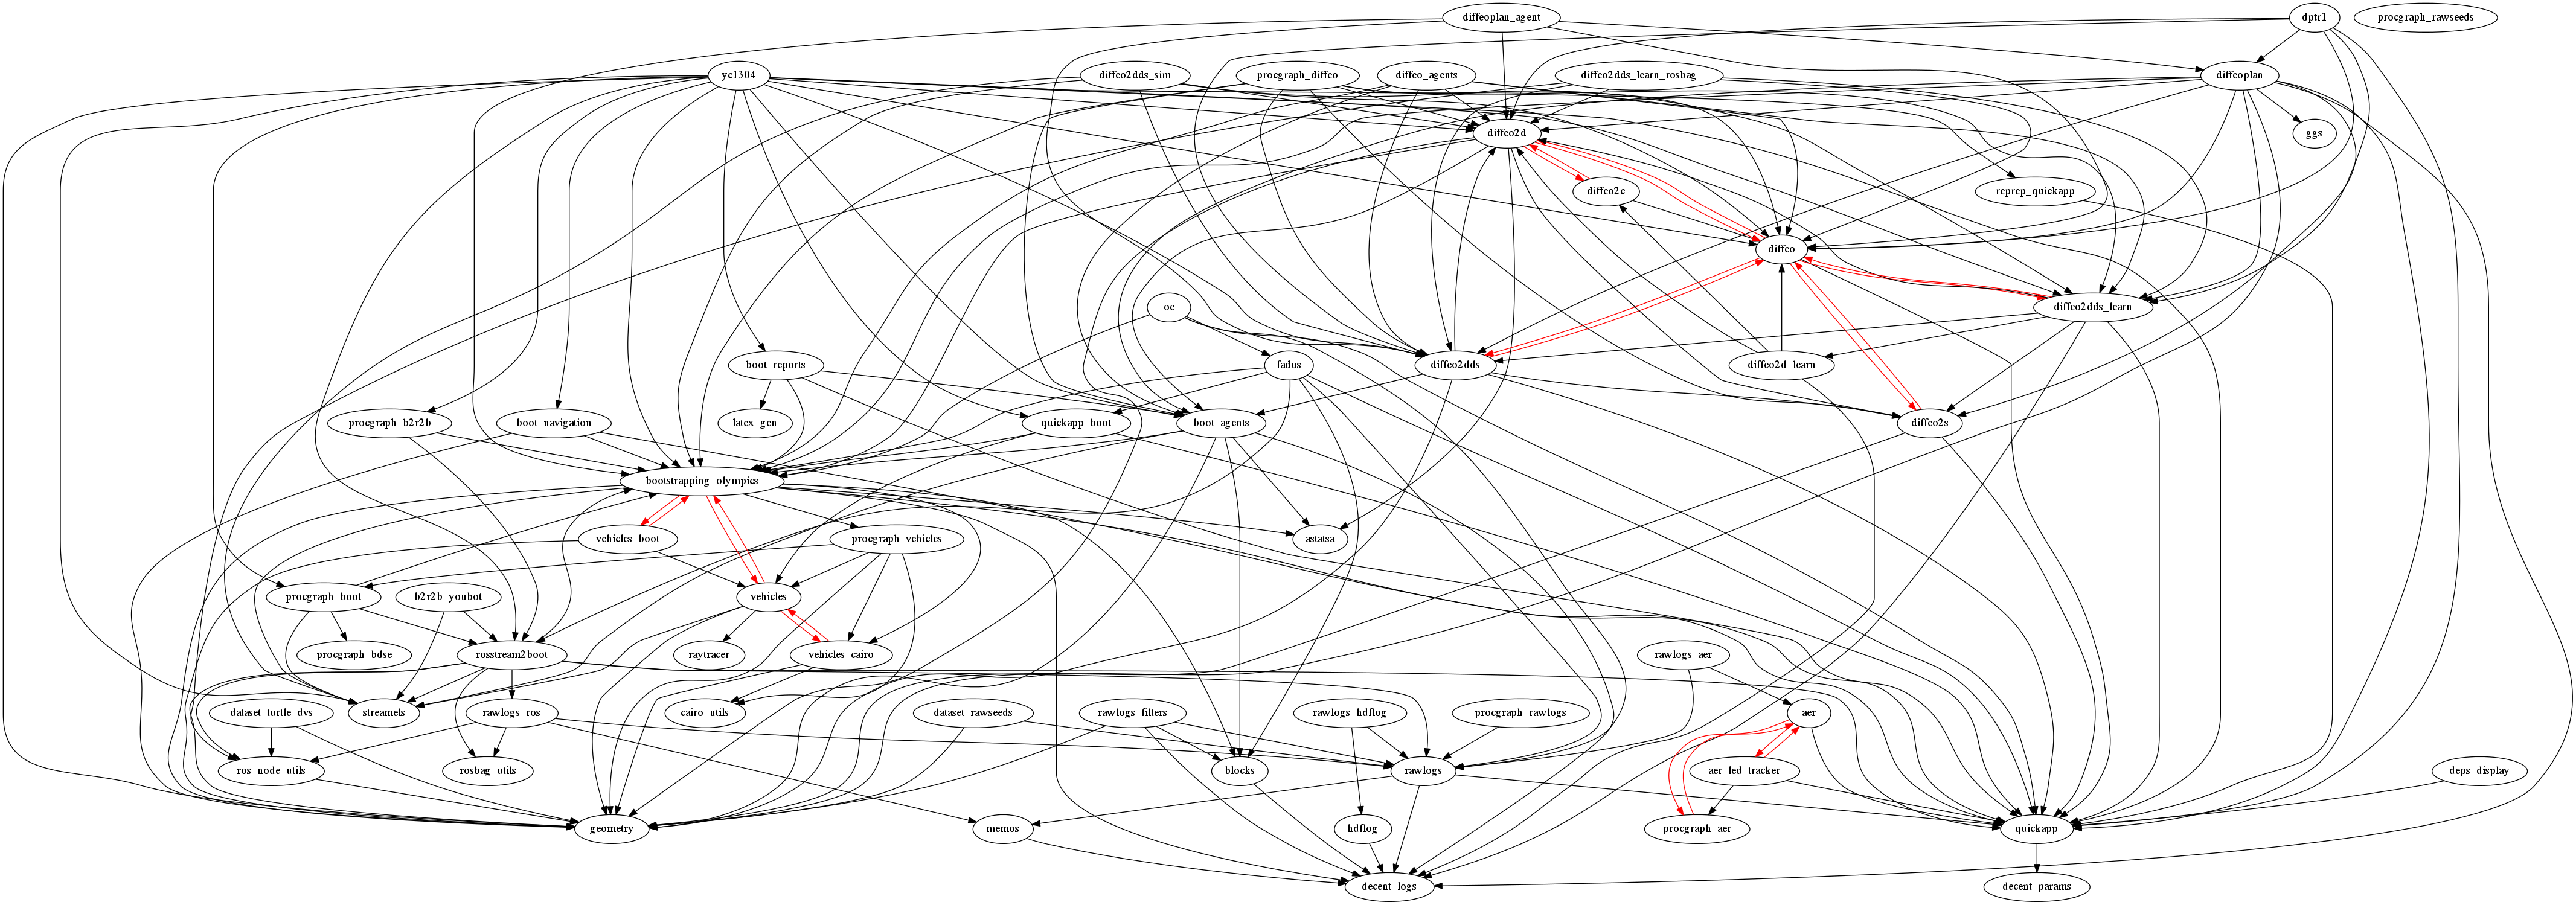 diffeoplan_agent
dptr1
procgraph_rawseeds
yc1304
diffeo2dds_sim
procgraph_diffeo
diffeo_agents
diffeo2dds_learn_rosbag
diffeoplan
diffeo2d
ggs
diffeo2c
reprep_quickapp
diffeo
oe
diffeo2dds_learn
boot_reports
fadus
diffeo2dds
diffeo2d_learn
procgraph_b2r2b
boot_navigation
latex_gen
quickapp_boot
boot_agents
diffeo2s
bootstrapping_olympics
vehicles_boot
procgraph_vehicles
astatsa
procgraph_boot
b2r2b_youbot
vehicles
procgraph_bdse
rosstream2boot
raytracer
vehicles_cairo
rawlogs_aer
dataset_turtle_dvs
streamels
rawlogs_ros
cairo_utils
dataset_rawseeds
rawlogs_filters
rawlogs_hdflog
procgraph_rawlogs
aer
ros_node_utils
rosbag_utils
blocks
rawlogs
aer_led_tracker
deps_display
geometry
memos
hdflog
procgraph_aer
quickapp
decent_logs
decent_params